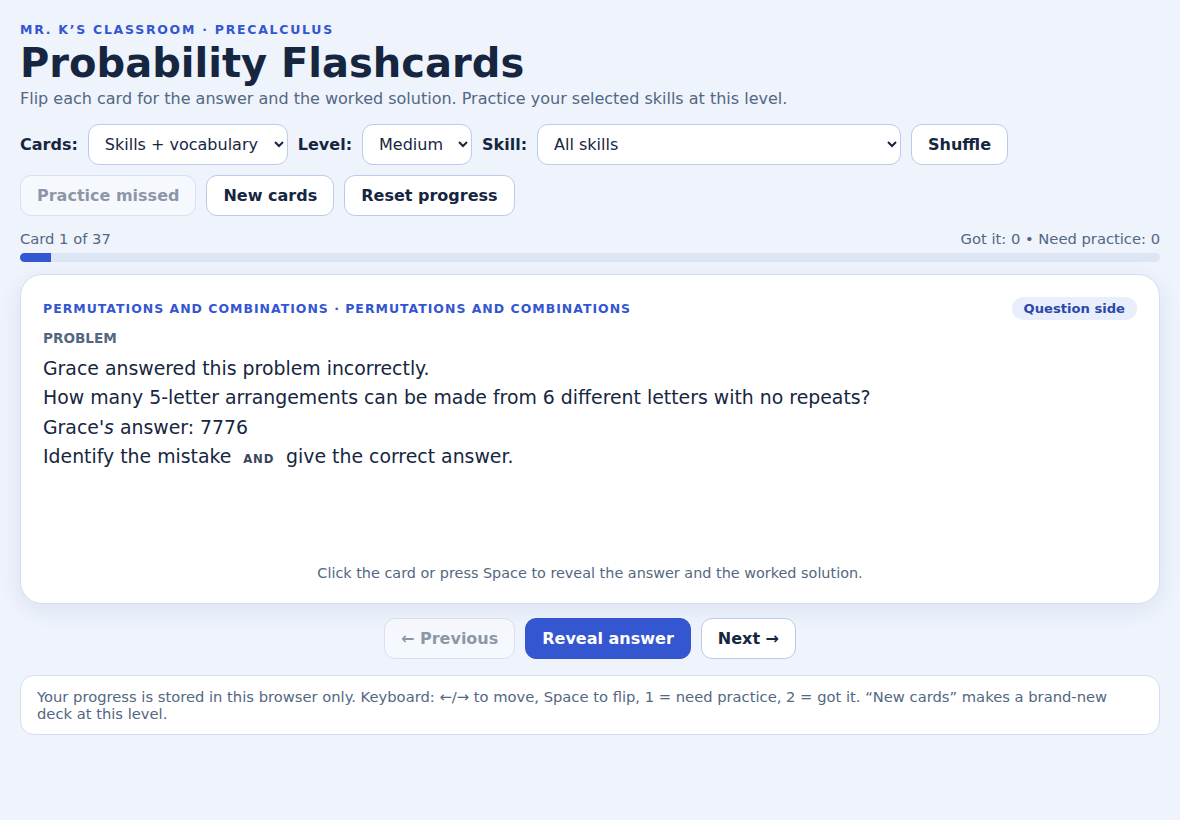 MR. K’S CLASSROOM · PRECALCULUS
Probability Flashcards
Flip each card for the answer and the worked solution. Practice your selected skills at this level.
Cards: Skills + vocabulary Level: Medium Skill: All skills Shuffle
Practice missed New cards Reset progress
Card 1 of 37 Got it: 0 • Need practice: 0
PERMUTATIONS AND COMBINATIONS · PERMUTATIONS AND COMBINATIONS Question side
PROBLEM
Grace answered this problem incorrectly.
How many 5-letter arrangements can be made from 6 different letters with no repeats?
Grace's answer: 7776
Identify the mistake AND give the correct answer.
Click the card or press Space to reveal the answer and the worked solution.
← Previous Reveal answer Next →
Your progress is stored in this browser only. Keyboard: ←/→ to move, Space to flip, 1 = need practice, 2 = got it. “New cards” makes a brand-new
deck at this level.